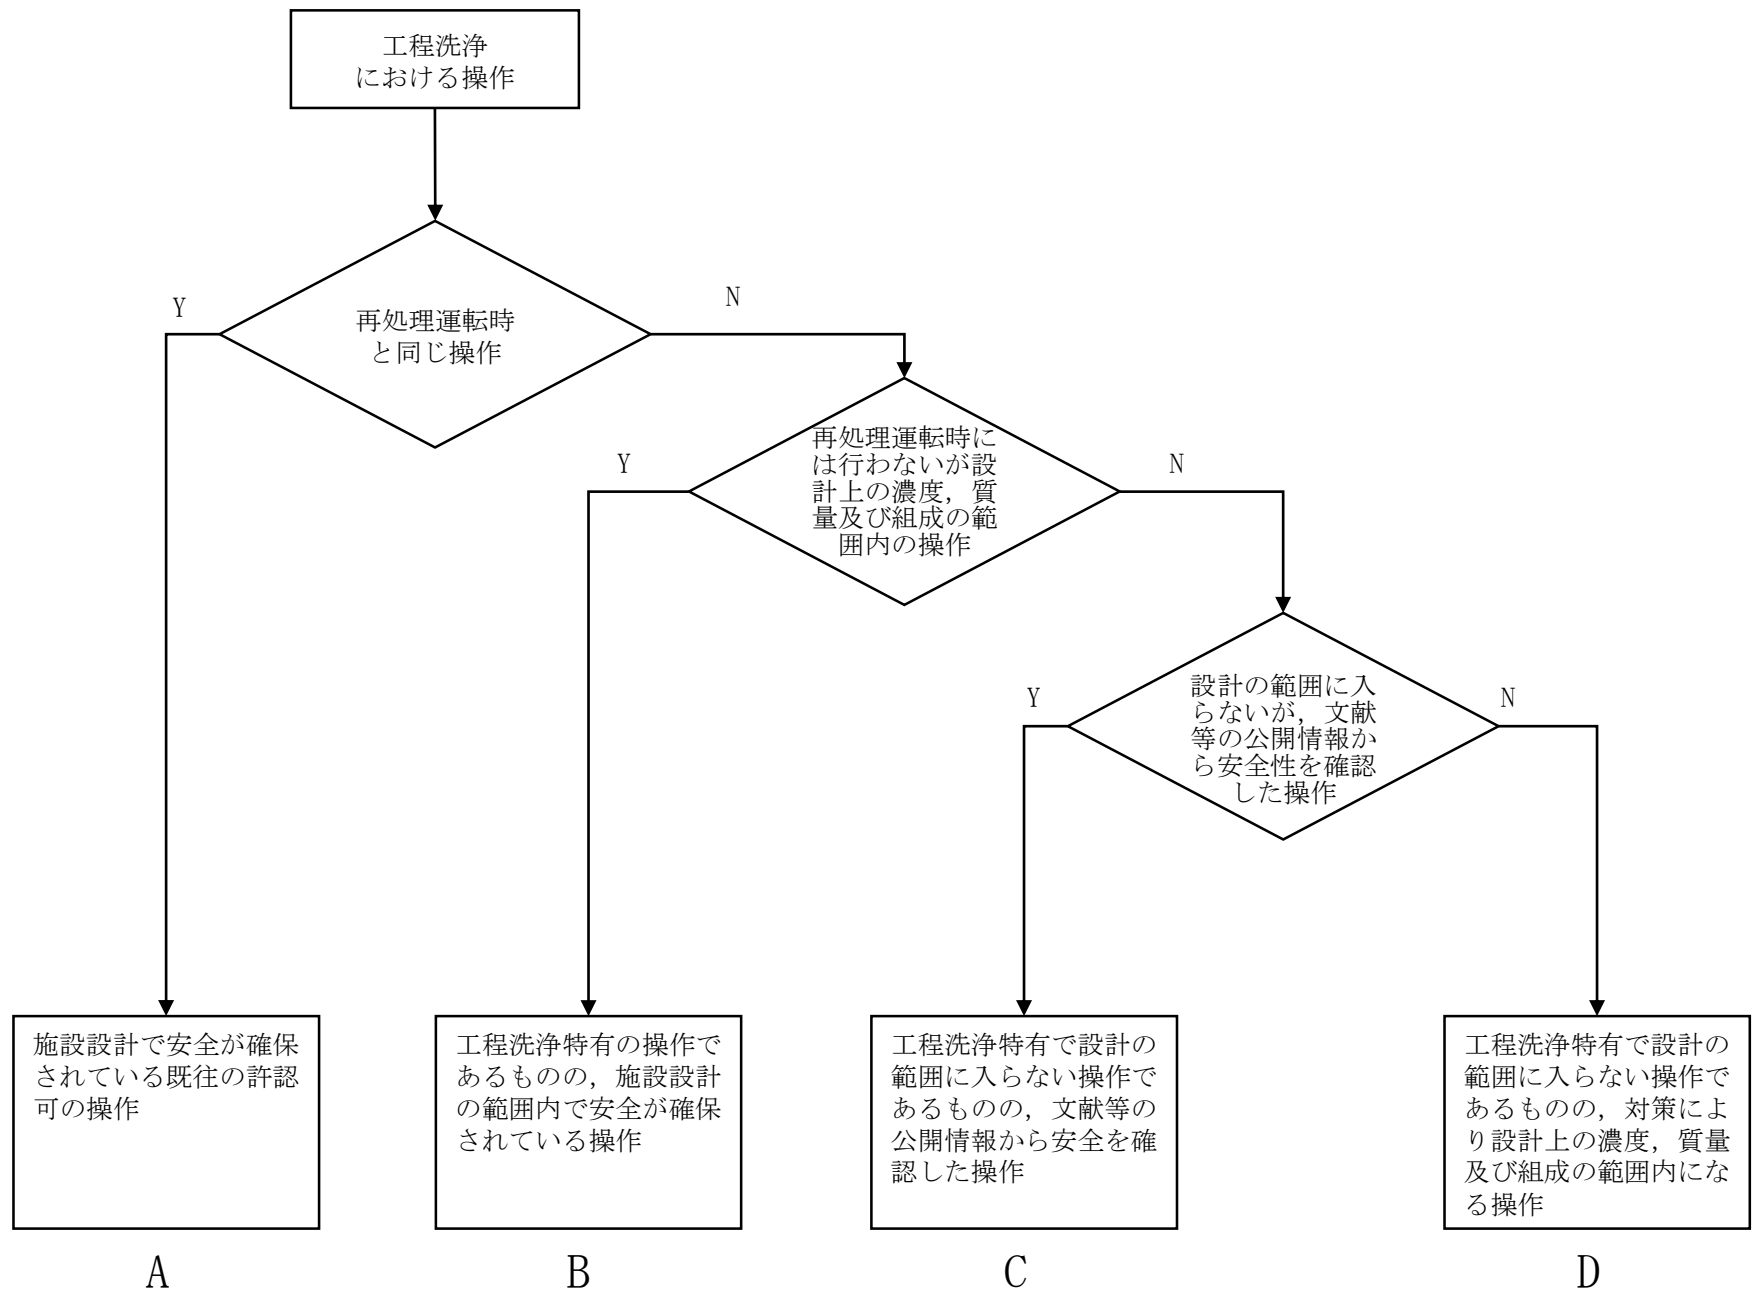 工程洗浄
における操作
Y
N
再処理運転時
と同じ操作
Y
N
再処理運転時に
は行わないが設
計上の濃度，質
量及び組成の範
囲内の操作
Y
N
設計の範囲に入
らないが，文献
等の公開情報か
ら安全性を確認
した操作
施設設計で安全が確保
されている既往の許認
可の操作
工程洗浄特有の操作で
あるものの，施設設計
の範囲内で安全が確保
されている操作
工程洗浄特有で設計の
範囲に入らない操作で
あるものの，文献等の
公開情報から安全を確
認した操作
工程洗浄特有で設計の
範囲に入らない操作で
あるものの，対策によ
り設計上の濃度，質量
及び組成の範囲内にな
る操作
A
B
C
D